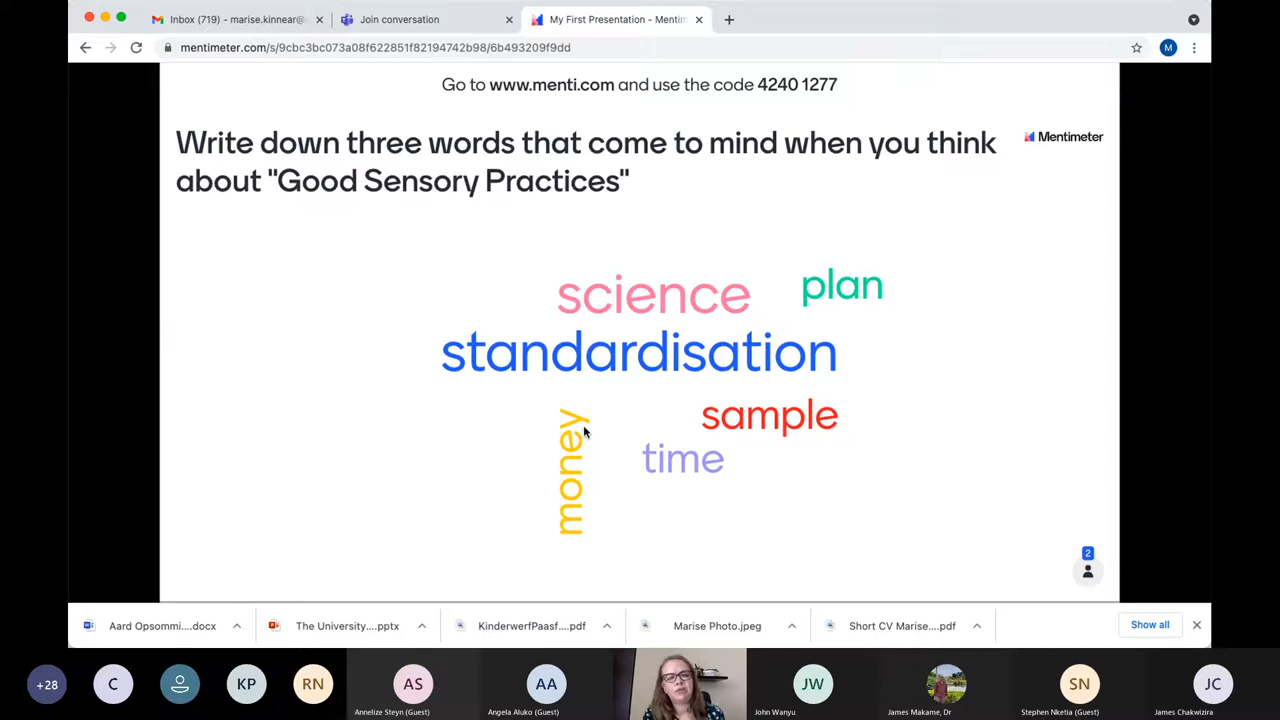 Inbox (719) - marise.kinnear@
Join conversation
My First Presentation - Mentim
mentimeter.com/s/9cbc3bc073a08f622851f82194742b98/6b493209f9dd
M
Go to www.menti.com and use the code 4240 1277
Write down three words that come to mind when you think
about "Good Sensory Practices"
Mentimeter
science
plan
standardisation
sample
money
time
2
Aard Opsommi....docx
The University....pptx
KinderwerfPaasf....pdf
Marise Photo.jpeg
Short CV Marise....pdf
Show all
+28
C
KP
RN
AS
Annelize Steyn (Guest)
AA
Angela Aluko (Guest)
JW
John Wanyu
James Makame, Dr
SN
Stephen Nketia (Guest)
JC
James Chakwizira